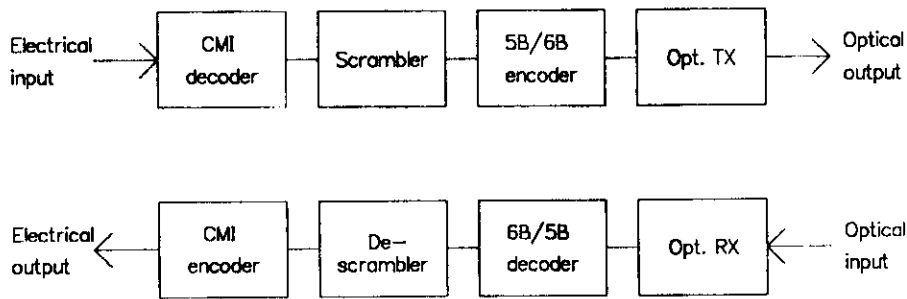 Electrical
input
CMI
decoder
Scrambler
5B/6B
encoder
Opt. TX
Optical
output
Electrical
output
CMI
encoder
De-
scrambler
6B/5B
decoder
Opt. RX
Optical
input